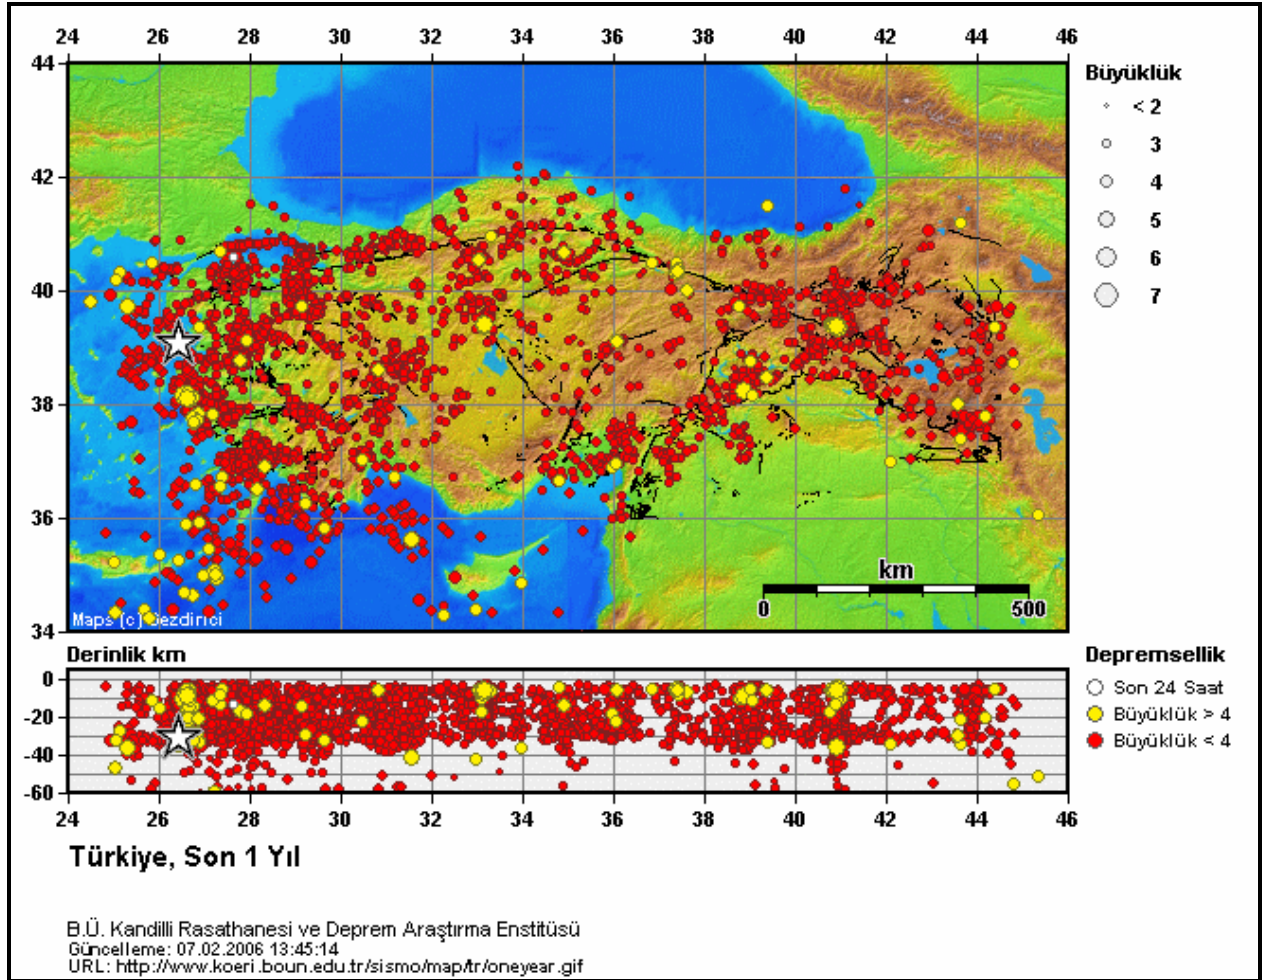 24 26 28 30 32 34 36 38 40 42 44 46
44
42
40
38
36
34
Büyüklük
< 2
3
4
5
6
7
km
0 500
Maps (c) Gezdirici
Derinlik km
0
-20
-40
-60
24 26 28 30 32 34 36 38 40 42 44 46
Depremsellik
Son 24 Saat
Büyüklük > 4
Büyüklük < 4
Türkiye, Son 1 Yıl
B.Ü. Kandilli Rasathanesi ve Deprem Araştırma Enstitüsü
Güncelleme: 07.02.2006 13:45:14
URL: http://www.koeri.boun.edu.tr/sismo/map/tr/oneyear.gif